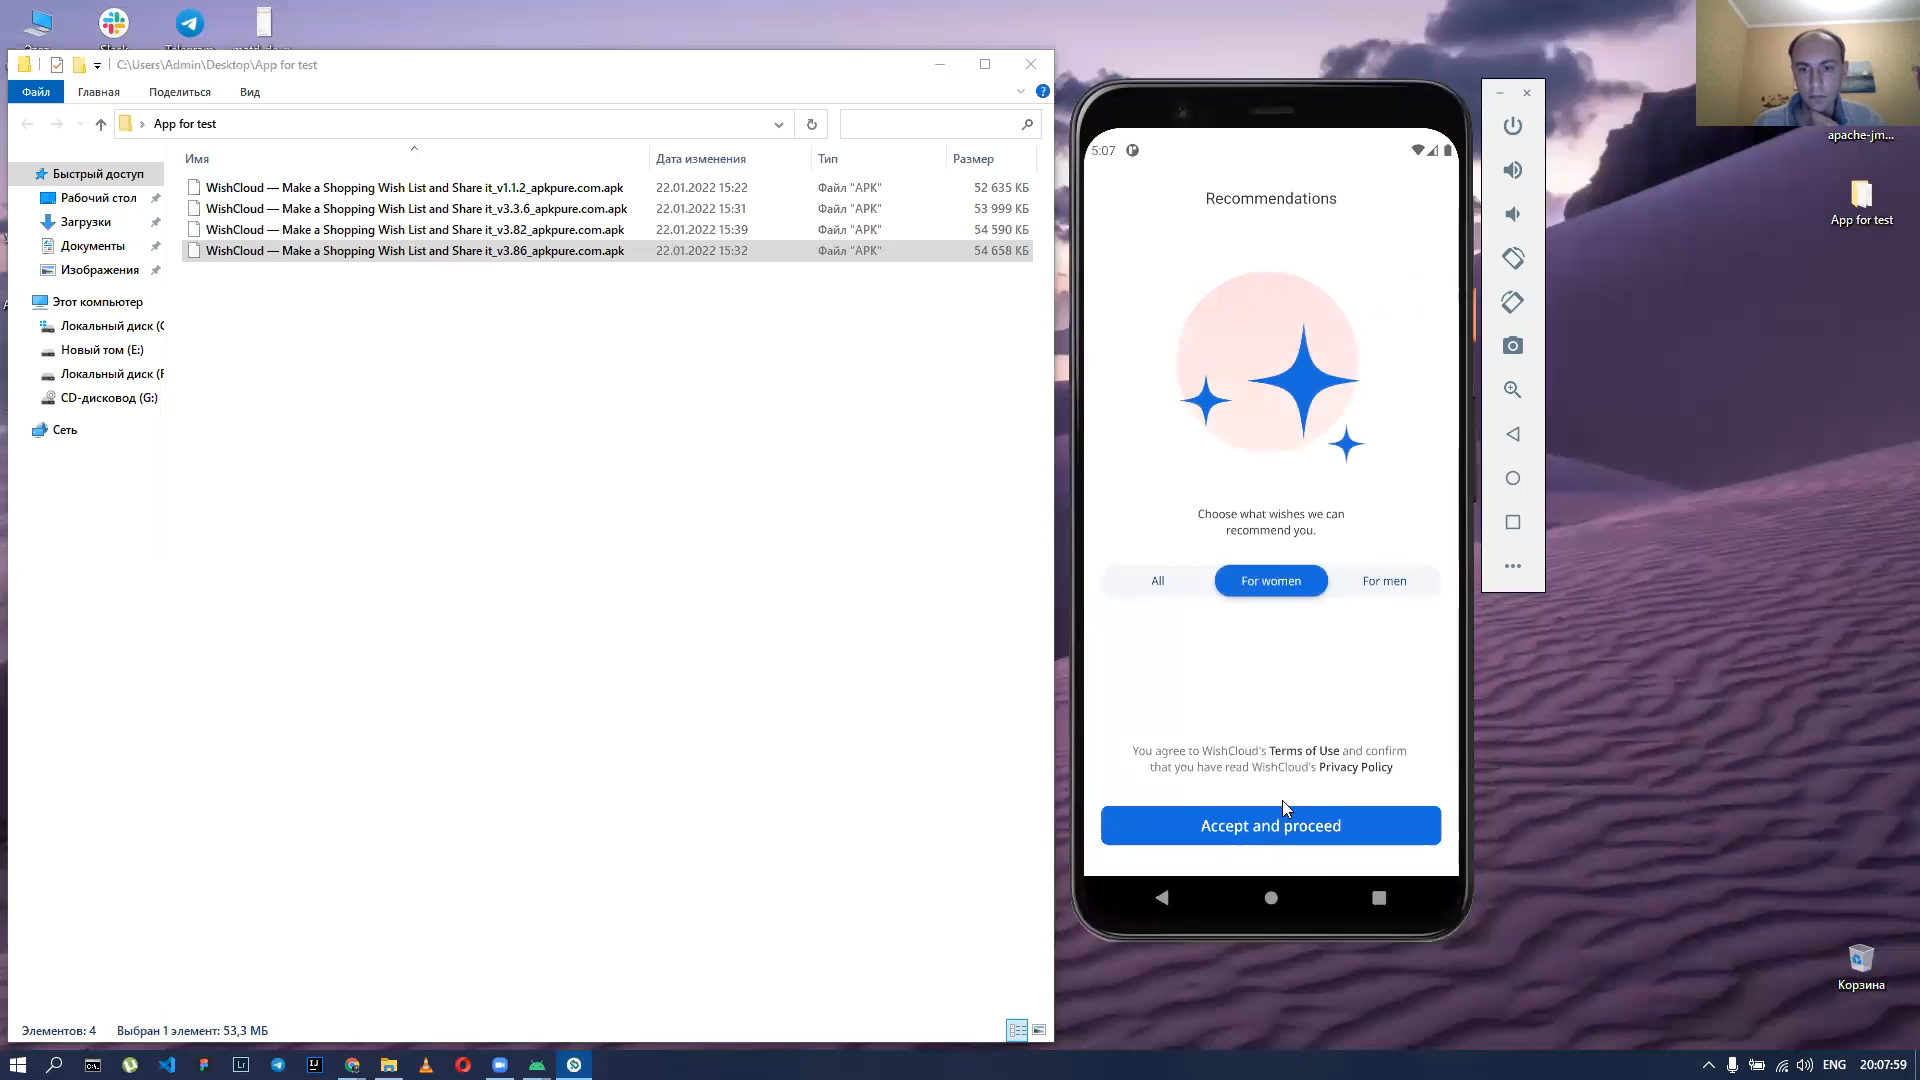 C:\Users\Admin\Desktop\App for test
Файл
Главная
Поделиться
Вид
App for test
Имя
Дата изменения
Тип
Размер
WishCloud — Make a Shopping Wish List and Share it_v1.1.2_apkpure.com.apk
22.01.2022 15:22
Файл "APK"
52 635 КБ
WishCloud — Make a Shopping Wish List and Share it_v3.3.6_apkpure.com.apk
22.01.2022 15:31
Файл "APK"
53 999 КБ
WishCloud — Make a Shopping Wish List and Share it_v3.82_apkpure.com.apk
22.01.2022 15:39
Файл "APK"
54 590 КБ
WishCloud — Make a Shopping Wish List and Share it_v3.86_apkpure.com.apk
22.01.2022 15:32
Файл "APK"
54 658 КБ
Быстрый доступ
Рабочий стол
Загрузки
Документы
Изображения
Этот компьютер
Локальный диск (C
Новый том (E:)
Локальный диск (F
CD-дисковод (G:)
Сеть
Элементов: 4
Выбран 1 элемент: 53,3 МБ
5:07
Recommendations
Choose what wishes we can
recommend you.
All
For women
For men
You agree to WishCloud's Terms of Use and confirm
that you have read WishCloud's Privacy Policy
Accept and proceed
apache-jm...
App for test
Корзина
Lr
IJ
ENG
20:07:59